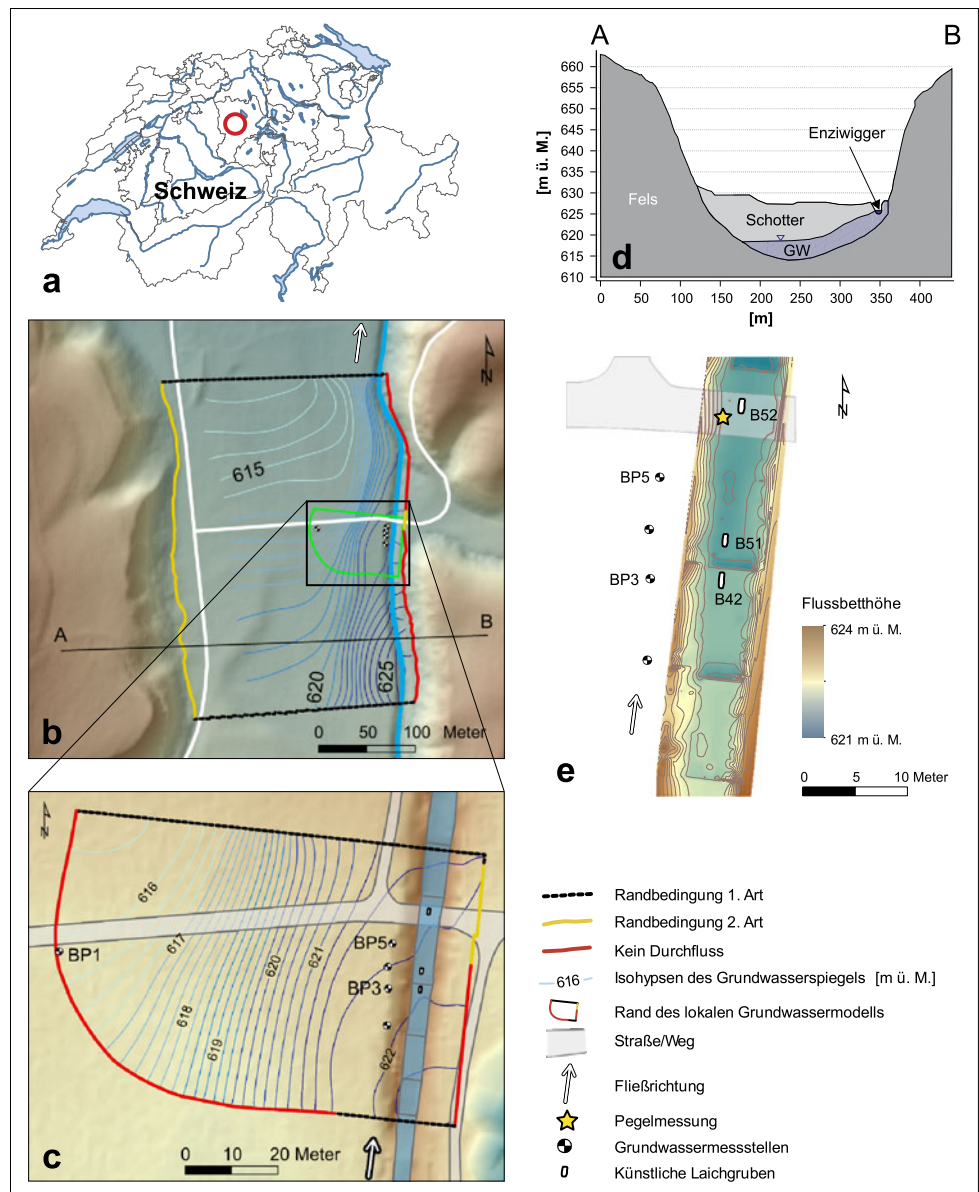 Schweiz
a
A
B
660
655
650
645
640
635
630
625
620
615
610
[m ü. M.]
Enziwigger
Fels
Schotter
GW
d
0 50 100 150 200 250 300 350 400
[m]
N
615
A
B
620
625
b
0 50 100 Meter
N
BP5
BP3
B52
B51
B42
Flussbetthöhe
624 m ü. M.
621 m ü. M.
e
0 5 10 Meter
N
616
617
618
619
620
621
622
BP1
BP5
BP3
c
0 10 20 Meter
Randbedingung 1. Art
Randbedingung 2. Art
Kein Durchfluss
616 Isohypsen des Grundwasserspiegels [m ü. M.]
Rand des lokalen Grundwassermodells
Straße/Weg
Fließrichtung
Pegelmessung
Grundwassermessstellen
Künstliche Laichgruben